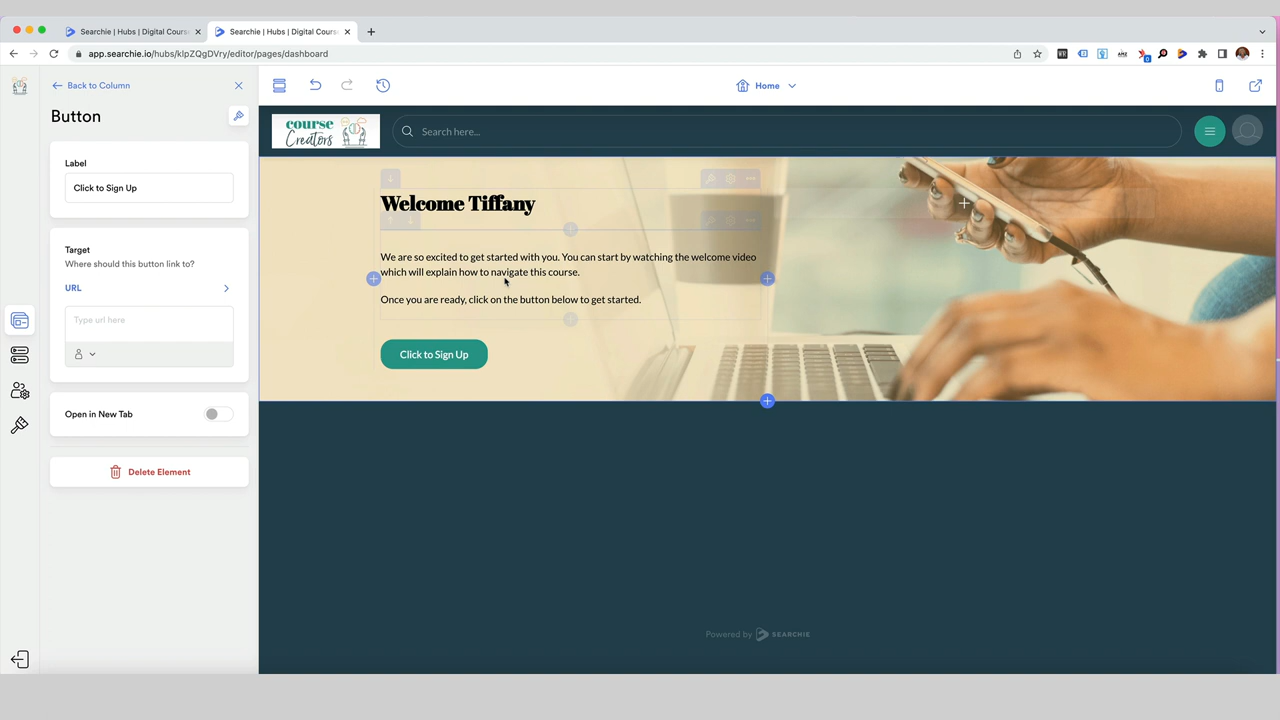 Searchie | Hubs | Digital Cours
Searchie | Hubs | Digital Cours
app.searchie.io/hubs/klpZQgDVry/editor/pages/dashboard
Back to Column
Button
Label
Click to Sign Up
Target
Where should this button link to?
URL
Type url here
Open in New Tab
Delete Element
Home
course
Creators
Search here...
Welcome Tiffany
We are so excited to get started with you. You can start by watching the welcome video
which will explain how to navigate this course.
Once you are ready, click on the button below to get started.
Click to Sign Up
Powered by SEARCHIE